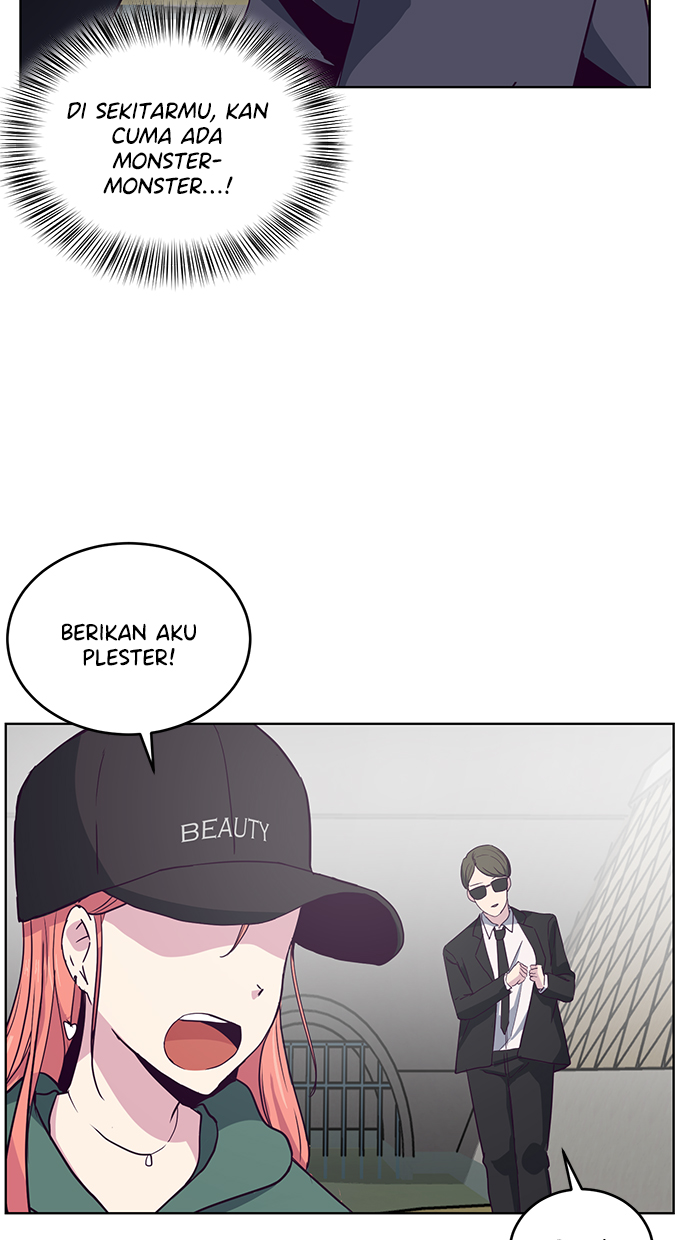 DI SEKITARMU, KAN
CUMA ADA
MONSTER-
MONSTER...!
BERIKAN AKU
PLESTER!
BEAUTY